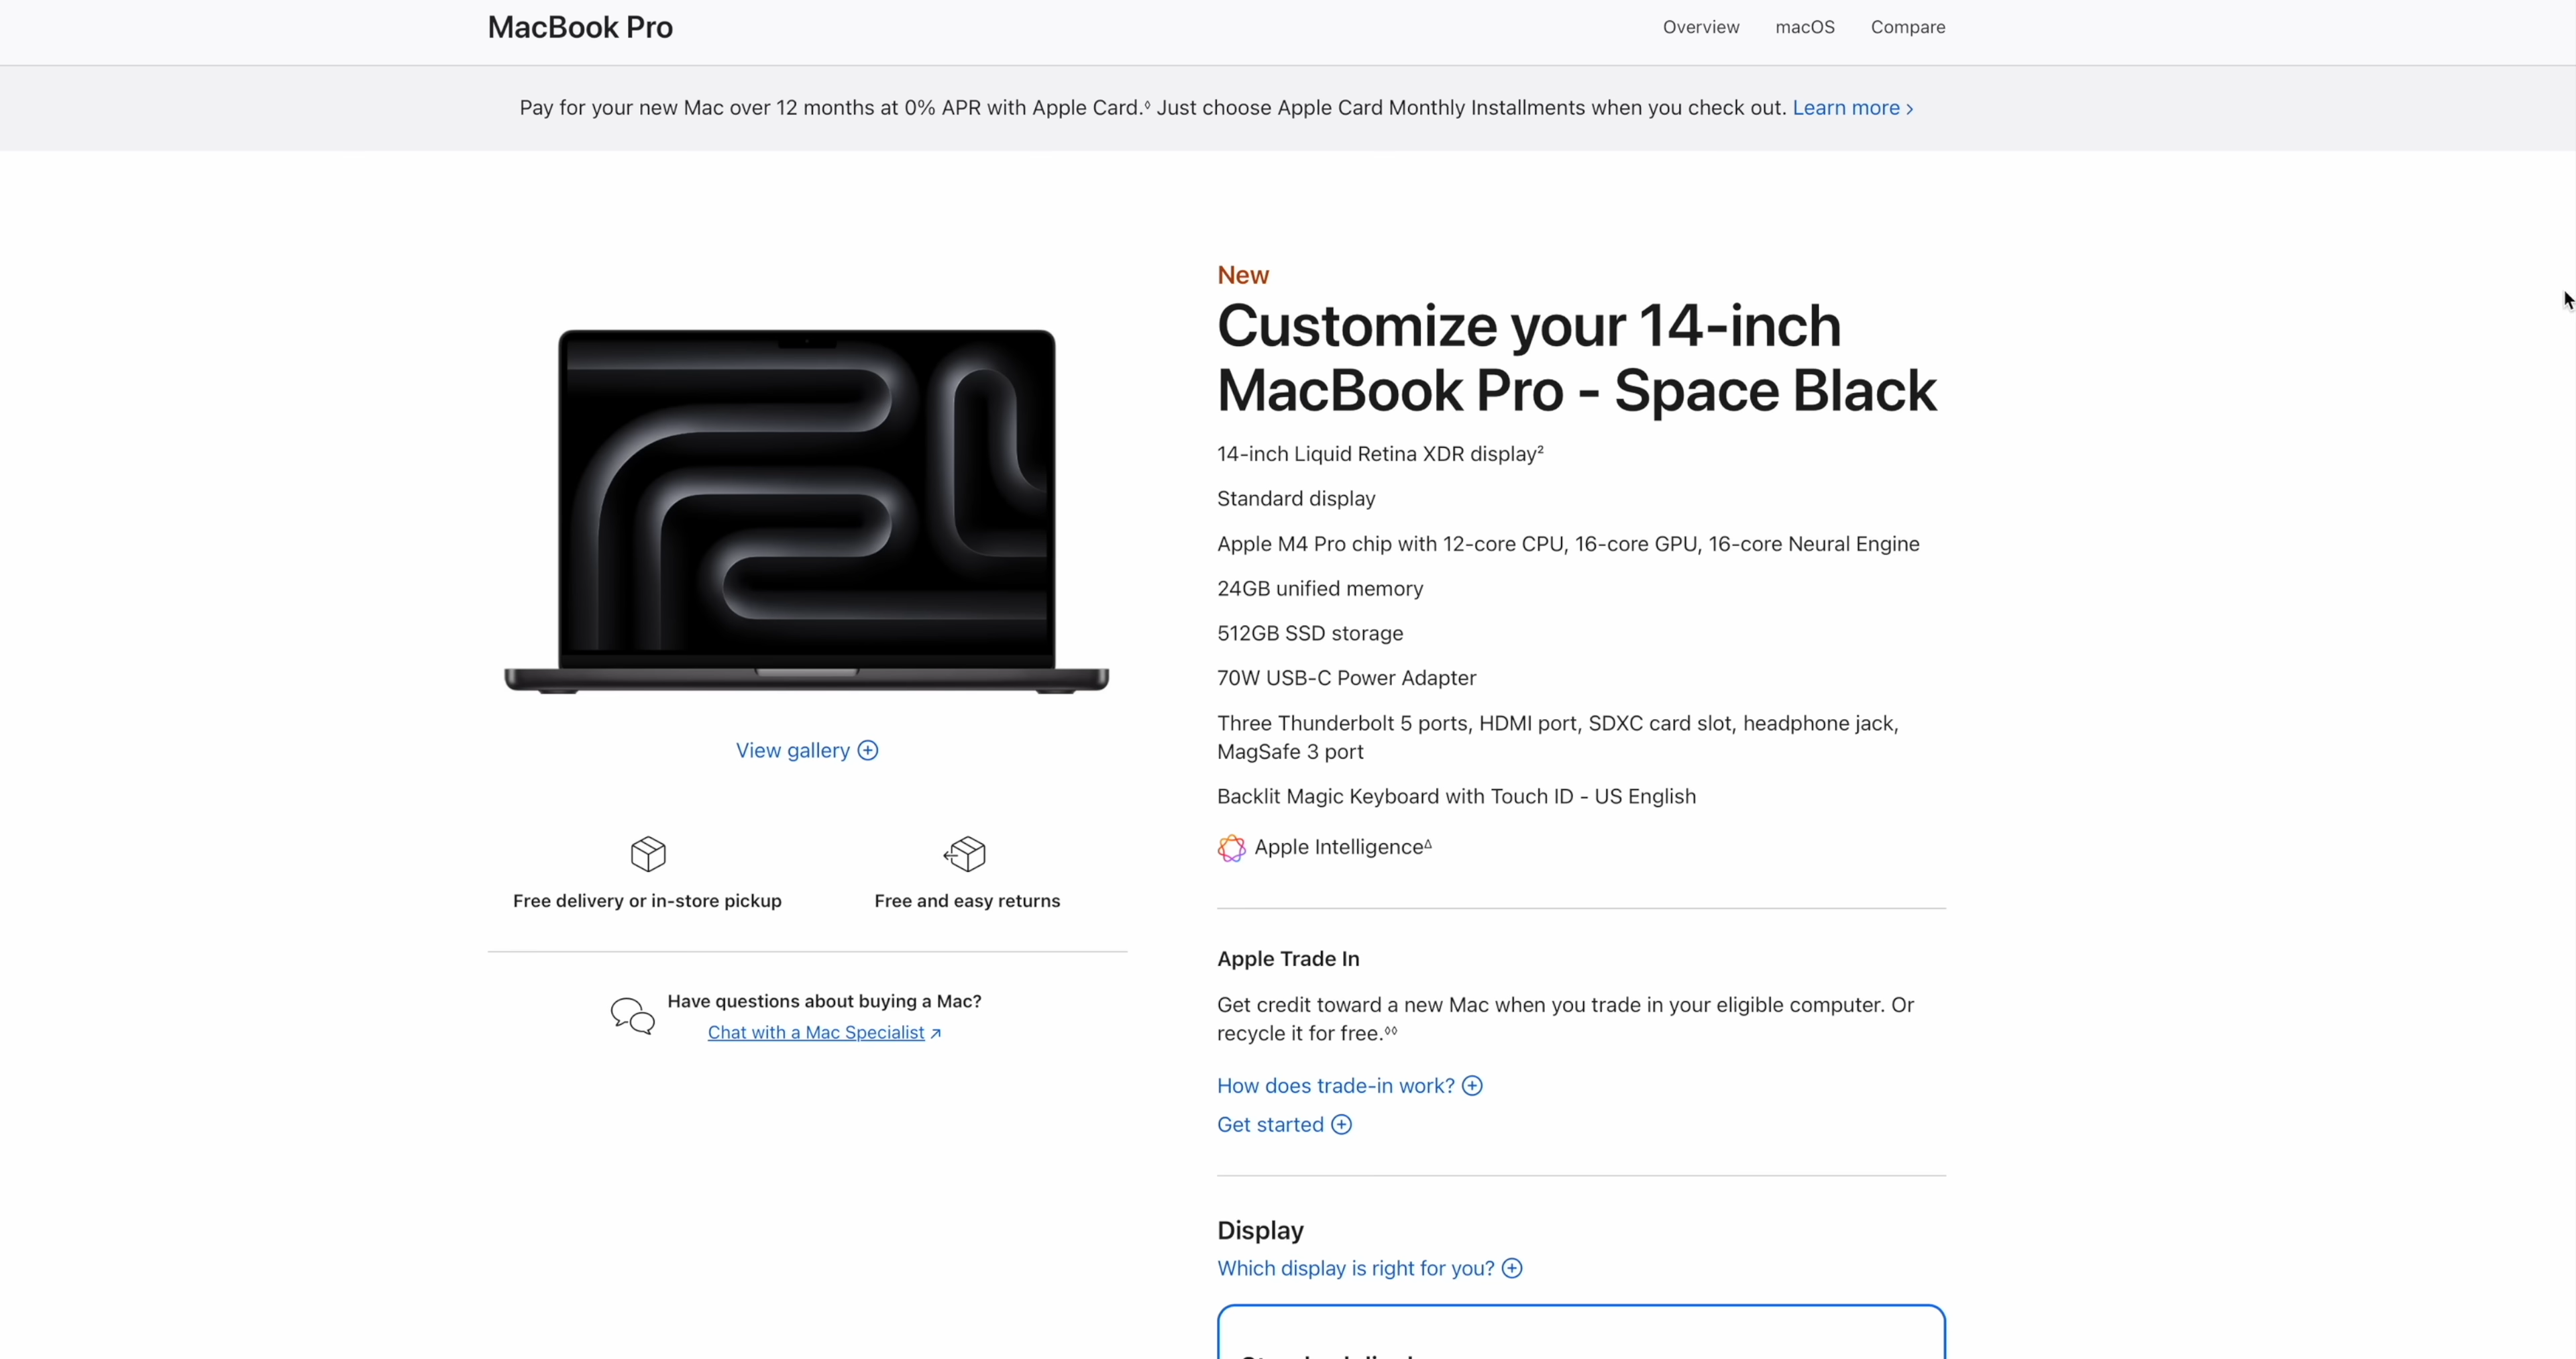 MacBook Pro
Overview
macOS
Compare
Pay for your new Mac over 12 months at 0% APR with Apple Card.◊ Just choose Apple Card Monthly Installments when you check out. Learn more >
View gallery
Free delivery or in-store pickup
Free and easy returns
Have questions about buying a Mac?
Chat with a Mac Specialist ↗
New
Customize your 14-inch
MacBook Pro - Space Black
14-inch Liquid Retina XDR display²
Standard display
Apple M4 Pro chip with 12-core CPU, 16-core GPU, 16-core Neural Engine
24GB unified memory
512GB SSD storage
70W USB-C Power Adapter
Three Thunderbolt 5 ports, HDMI port, SDXC card slot, headphone jack,
MagSafe 3 port
Backlit Magic Keyboard with Touch ID - US English
Apple Intelligence∆
Apple Trade In
Get credit toward a new Mac when you trade in your eligible computer. Or
recycle it for free.◊◊
How does trade-in work?
Get started
Display
Which display is right for you?